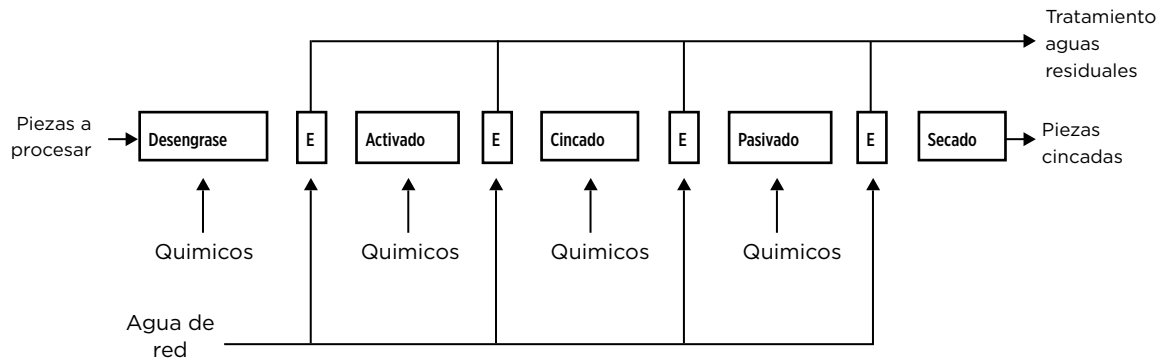 Tratamiento
aguas
residuales
Piezas a
procesar
Desengrase
E
Activado
E
Cincado
E
Pasivado
E
Secado
Piezas
cincadas
Quimicos
Quimicos
Quimicos
Quimicos
Agua de
red